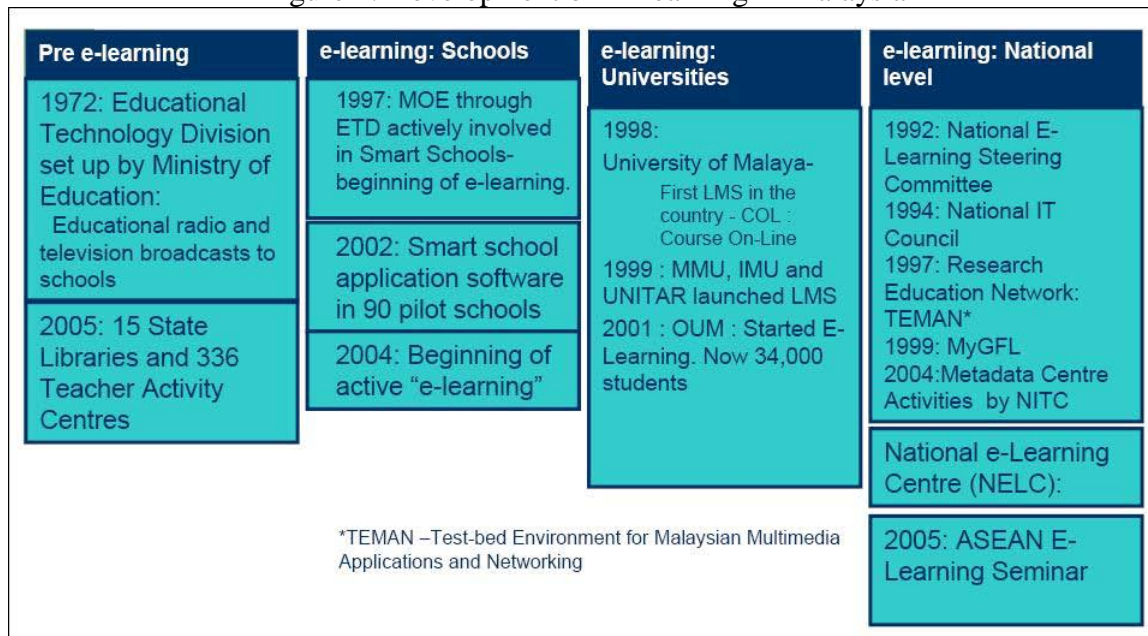 Pre e-learning
1972: Educational
Technology Division
set up by Ministry of
Education:
Educational radio and
television broadcasts to
schools
2005: 15 State
Libraries and 336
Teacher Activity
Centres
e-learning: Schools
1997: MOE through
ETD actively involved
in Smart Schools-
beginning of e-learning.
2002: Smart school
application software
in 90 pilot schools
2004: Beginning of
active “e-learning”
e-learning:
Universities
1998:
University of Malaya-
First LMS in the
country - COL :
Course On-Line
1999 : MMU, IMU and
UNITAR launched LMS
2001 : OUM : Started E-
Learning. Now 34,000
students
e-learning: National
level
1992: National E-
Learning Steering
Committee
1994: National IT
Council
1997: Research
Education Network:
TEMAN*
1999: MyGFL
2004:Metadata Centre
Activities by NITC
National e-Learning
Centre (NELC):
2005: ASEAN E-
Learning Seminar
*TEMAN –Test-bed Environment for Malaysian Multimedia
Applications and Networking